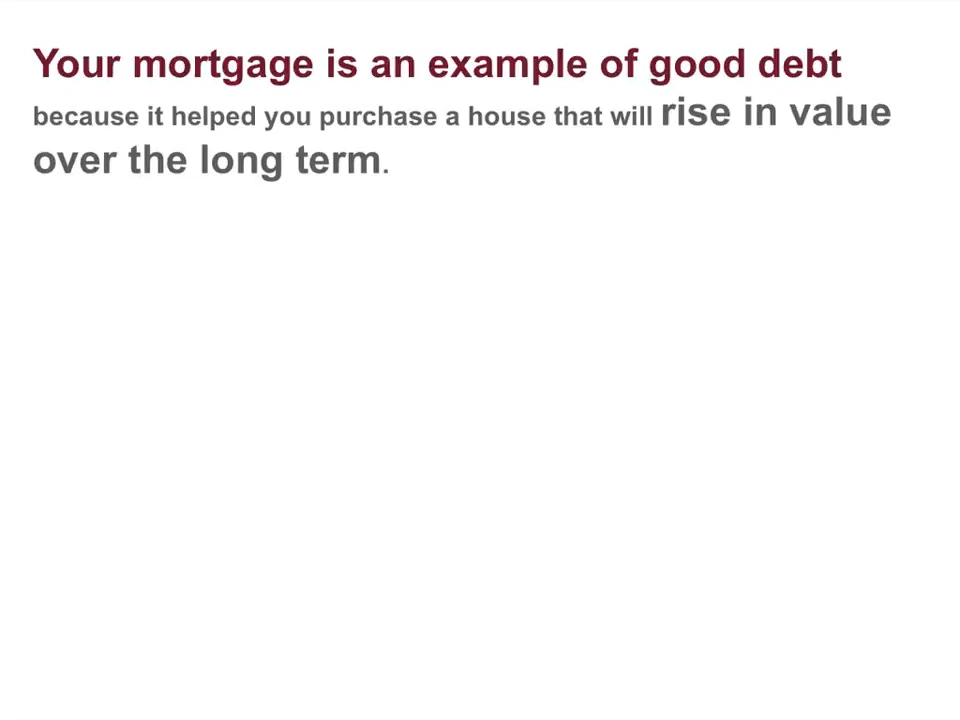 Your mortgage is an example of good debt
because it helped you purchase a house that will rise in value
over the long term.